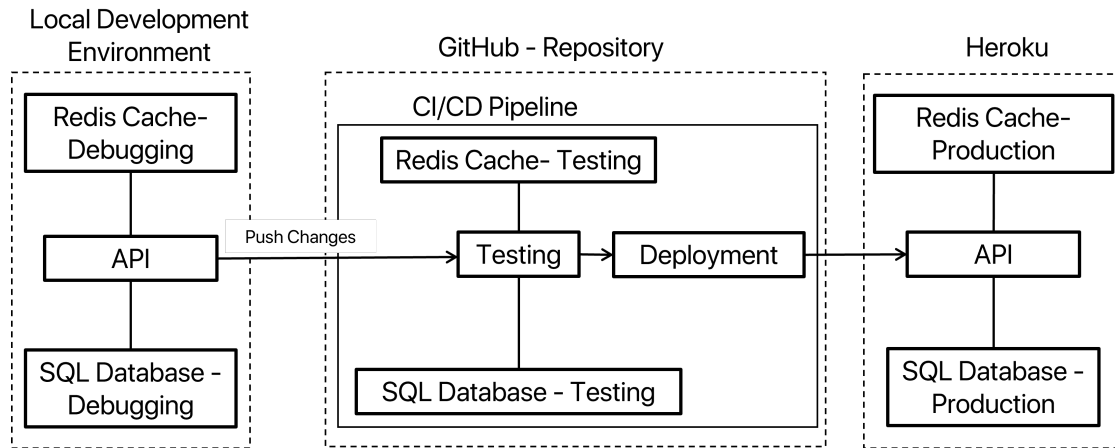 Local Development
Environment
Redis Cache-
Debugging
API
SQL Database -
Debugging
Push Changes
GitHub - Repository
CI/CD Pipeline
Redis Cache- Testing
Testing
Deployment
SQL Database - Testing
Heroku
Redis Cache-
Production
API
SQL Database -
Production